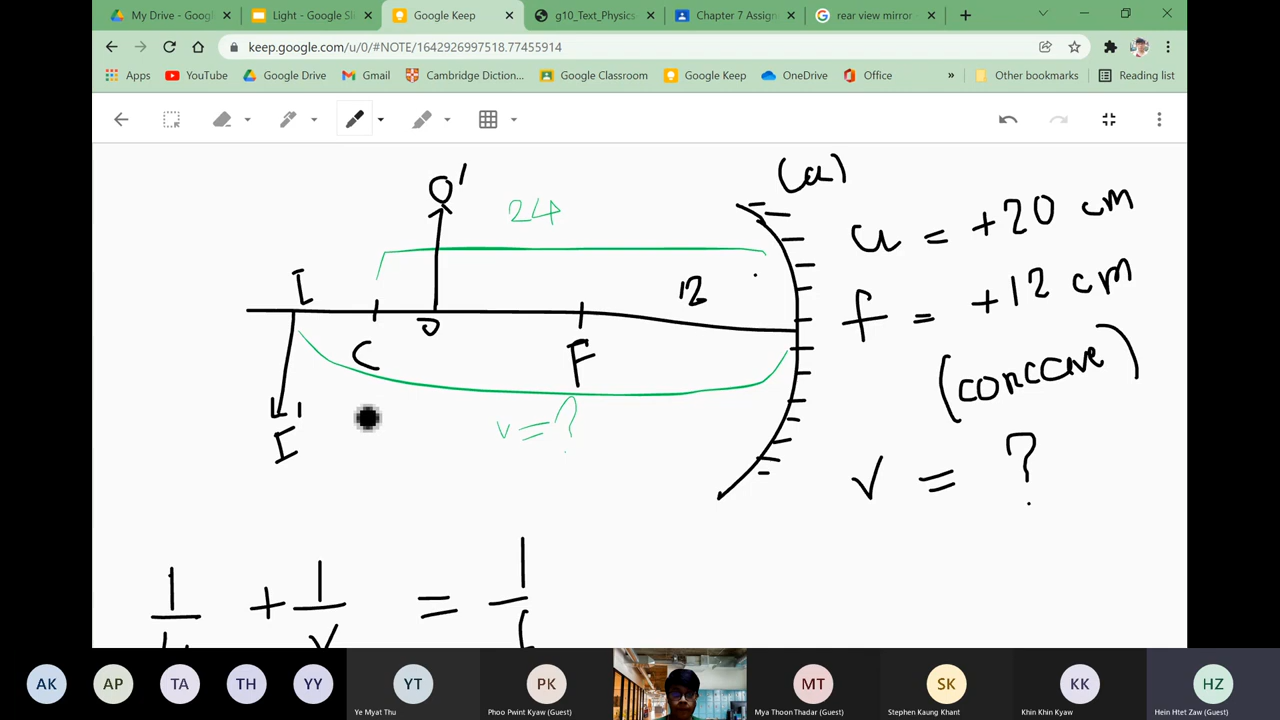 My Drive - Googl
Light - Google Sli
Google Keep
g10_Text_Physics
Chapter 7 Assign
rear view mirror
keep.google.com/u/0/#NOTE/1642926997518.77455914
Apps
YouTube
Google Drive
Gmail
Cambridge Diction...
Google Classroom
Google Keep
OneDrive
Office
»
Other bookmarks
Reading list
(a)
O'
24
u = +20 cm
I
12
f = +12 cm
O
C
F
(concave)
I'
v = ?
v = ?
1/u + 1/v = 1/f
AK
AP
TA
TH
YY
YT
PK
MT
SK
KK
HZ
Ye Myat Thu
Phoo Pwint Kyaw (Guest)
Mya Thoon Thadar (Guest)
Stephen Kaung Khant
Khin Khin Kyaw
Hein Htet Zaw (Guest)